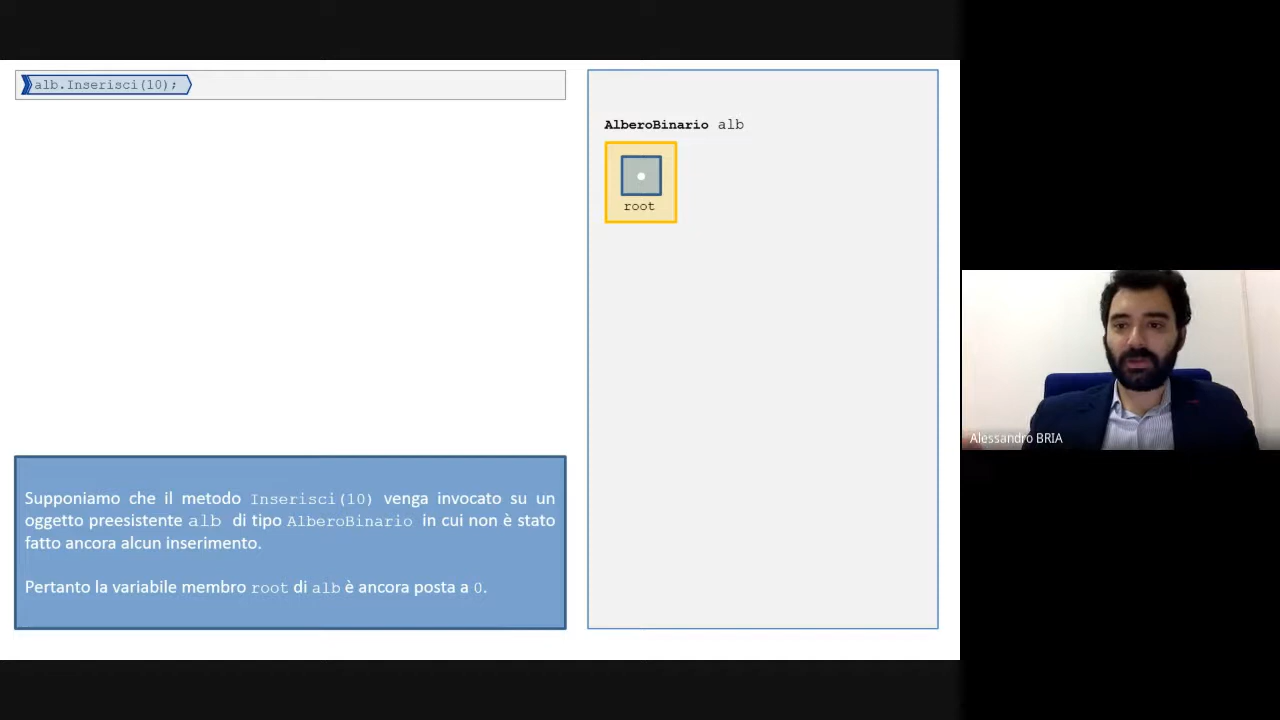 alb.Inserisci(10);
AlberoBinario alb
root
Supponiamo che il metodo Inserisci(10) venga invocato su un
oggetto preesistente alb di tipo AlberoBinario in cui non è stato
fatto ancora alcun inserimento.
Pertanto la variabile membro root di alb è ancora posta a 0.
Alessandro BRIA